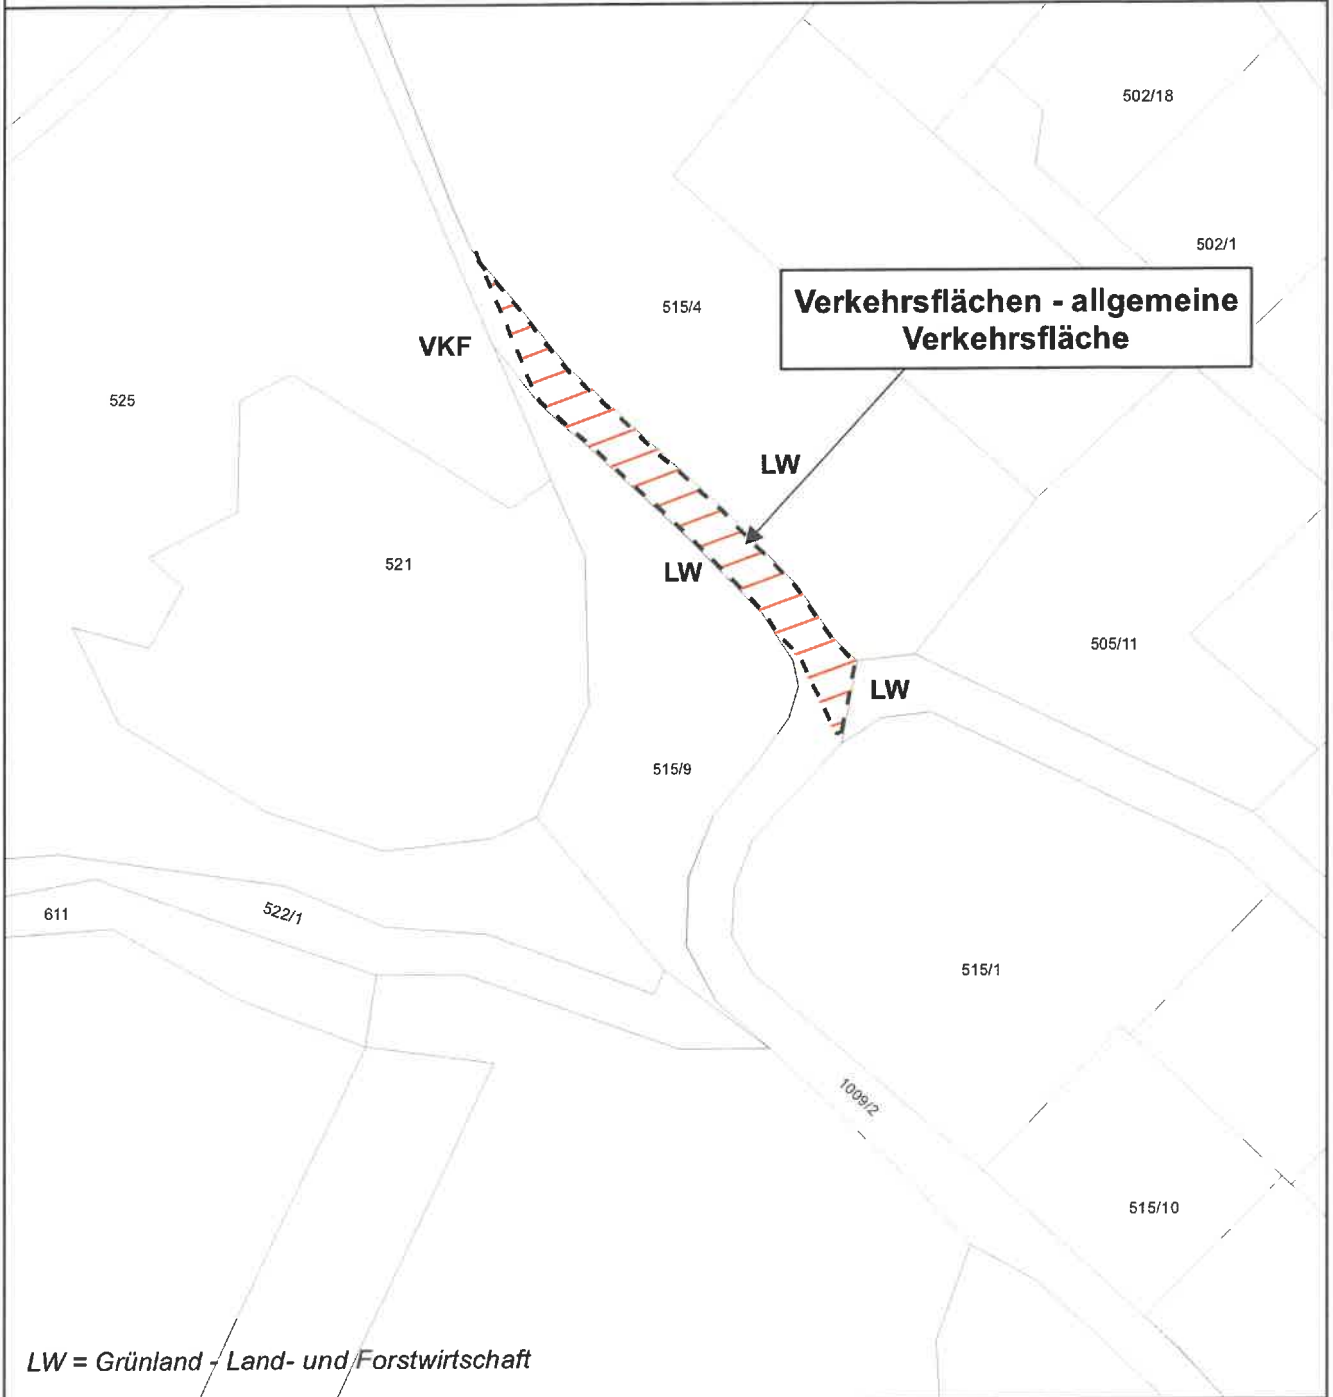 502/18
502/1
Verkehrsflächen - allgemeine
Verkehrsfläche
515/4
VKF
525
LW
521
LW
505/11
LW
515/9
611
522/1
515/1
1009/2
515/10
LW = Grünland - Land- und Forstwirtschaft